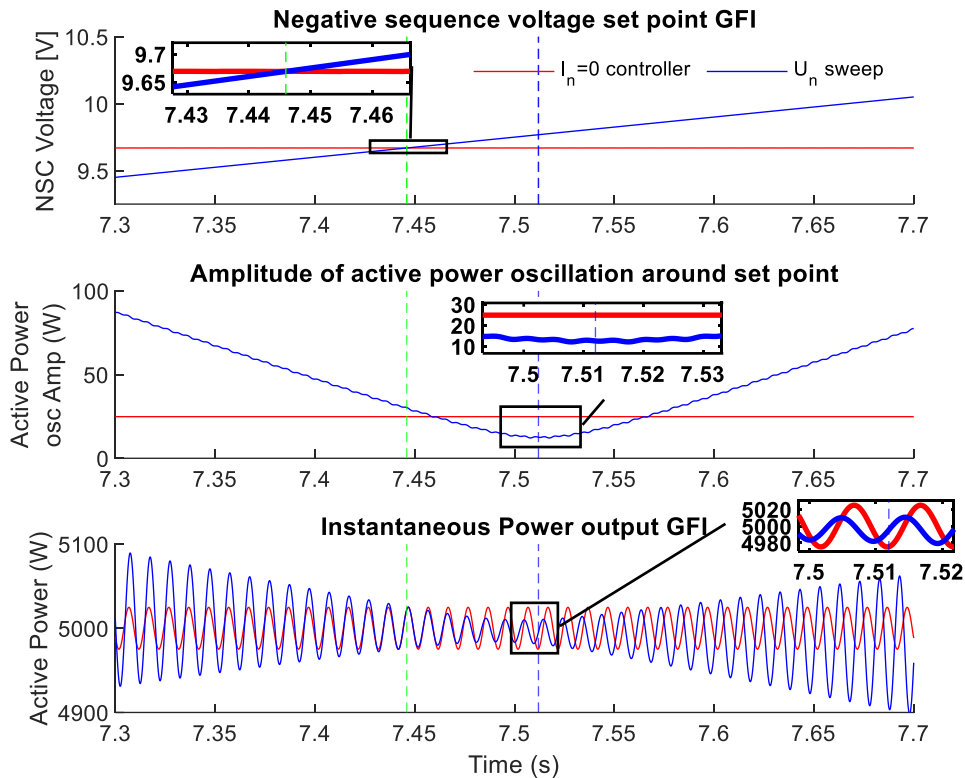 Negative sequence voltage set point GFI
NSC Voltage [V]
10.5
10
9.5
9.7
9.65
7.43 7.44 7.45 7.46
I_n=0 controller
U_n sweep
7.3 7.35 7.4 7.45 7.5 7.55 7.6 7.65 7.7
Amplitude of active power oscillation around set point
Active Power
osc Amp (W)
100
50
0
30
20
10
7.5 7.51 7.52 7.53
7.3 7.35 7.4 7.45 7.5 7.55 7.6 7.65 7.7
Instantaneous Power output GFI
Active Power (W)
5100
5000
4900
5020
5000
4980
7.5 7.51 7.52
7.3 7.35 7.4 7.45 7.5 7.55 7.6 7.65 7.7
Time (s)